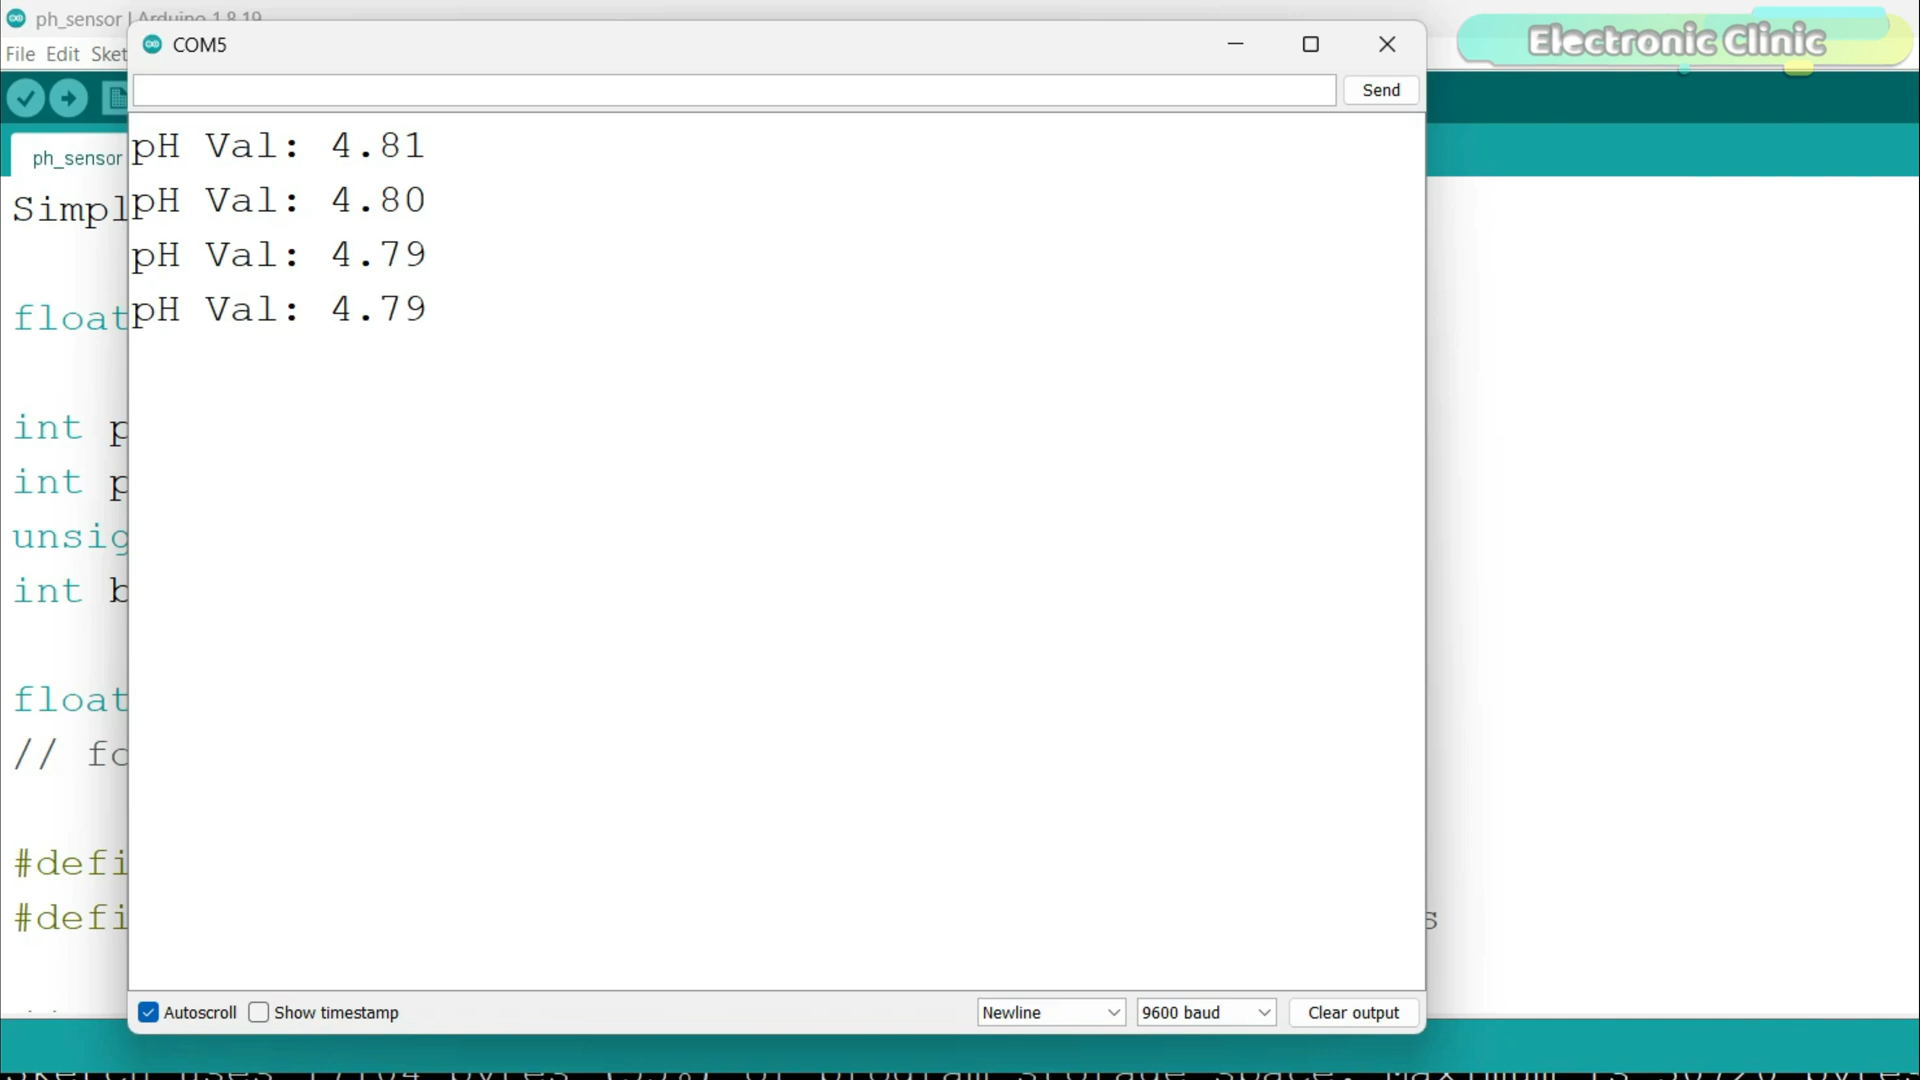 ph_sensor | Arduino 1.8.19
Electronic Clinic
COM5
File Edit Sket
Send
ph_sensor
pH Val: 4.81
pH Val: 4.80
pH Val: 4.79
pH Val: 4.79
Simpl
float
int p
int p
unsig
int b
float
// fo
#defi
#defi
s
Autoscroll Show timestamp Newline 9600 baud Clear output